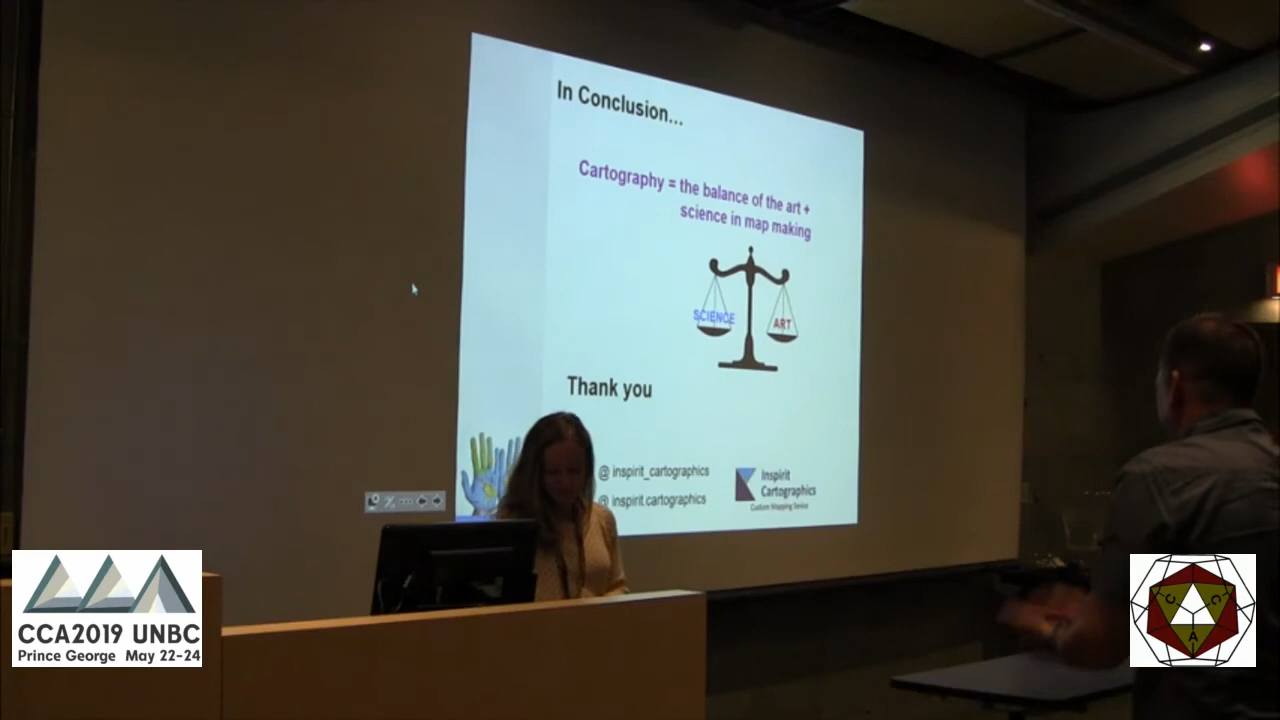 In Conclusion...
Cartography = the balance of the art +
science in map making
SCIENCE
ART
Thank you
@ inspirit_cartographics
@ inspirit.cartographics
Inspirit
Cartographics
Custom Mapping Service
CCA2019 UNBC
Prince George May 22-24
C C A